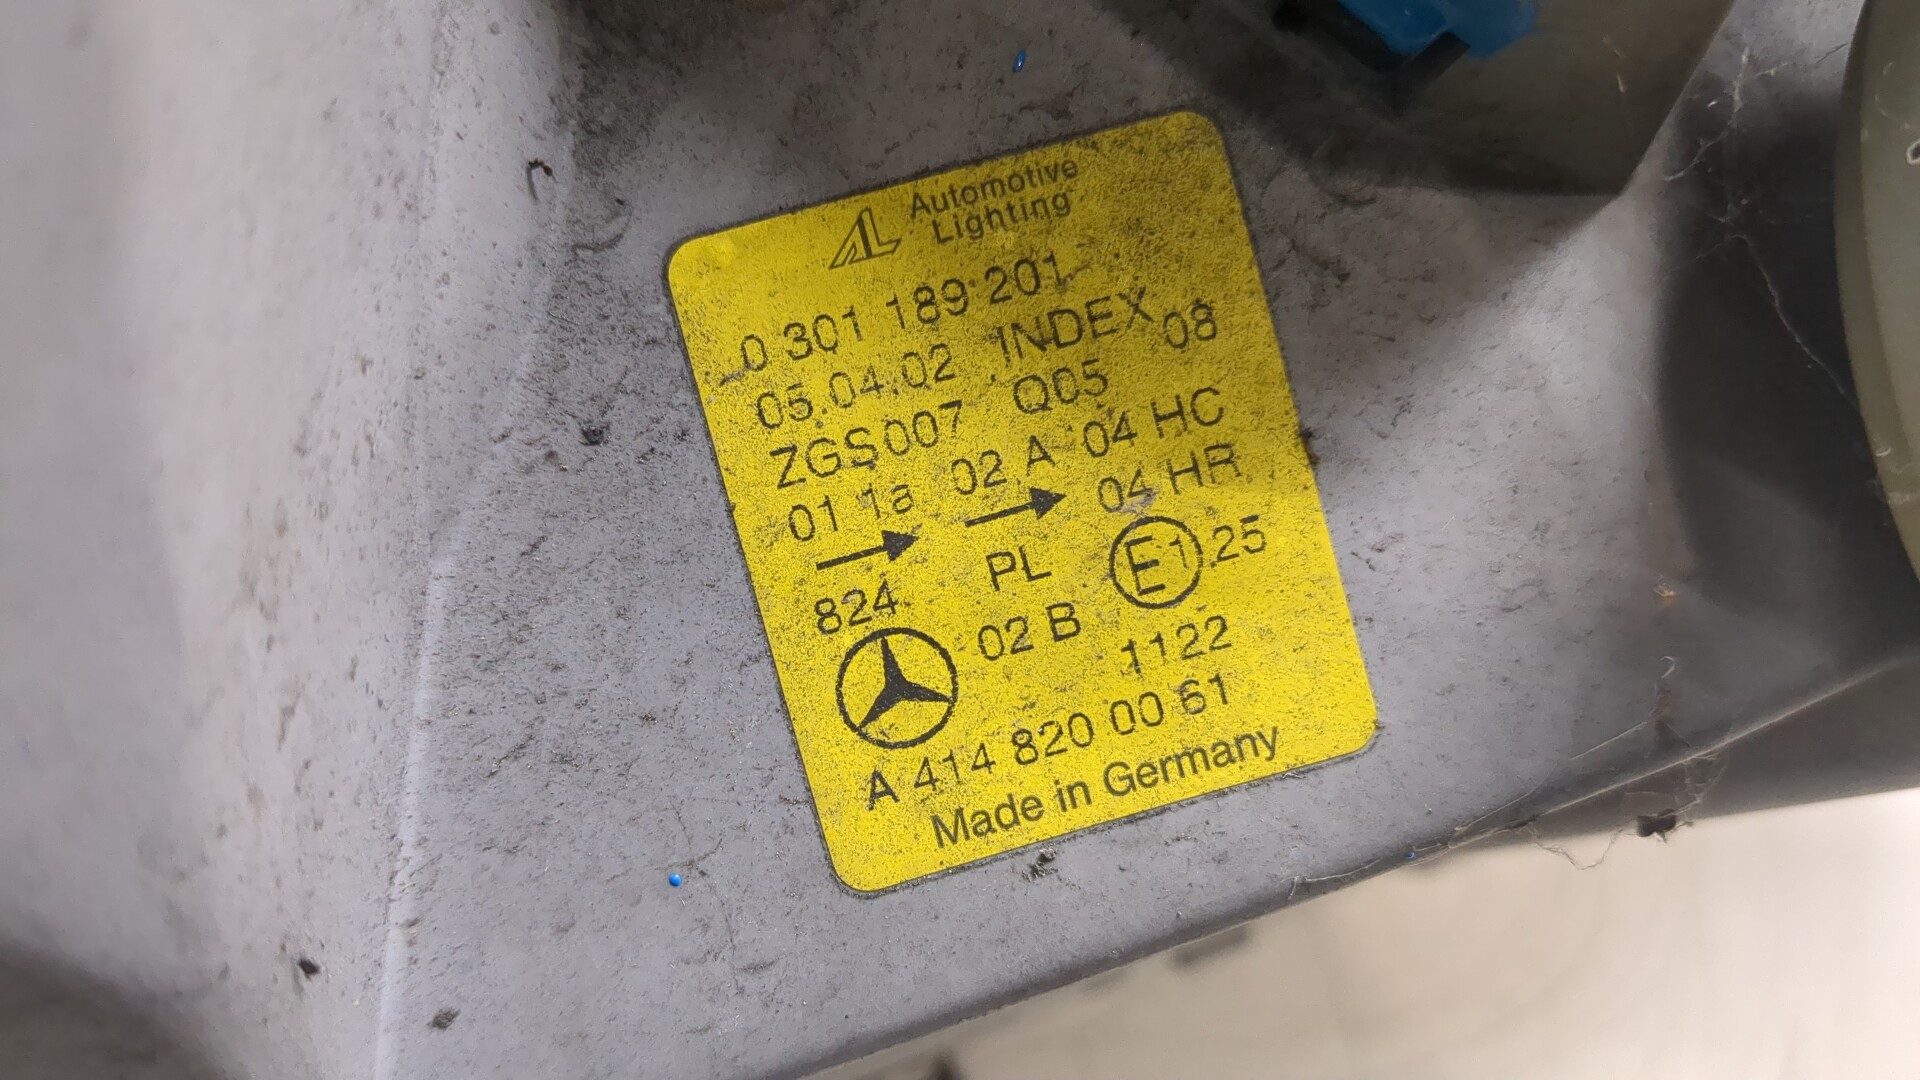 AL Automotive
Lighting
0 301 189 201
05.04.02 INDEX 08
ZGS007 Q05
01 1a 02 A 04 HC
04 HR
824 PL E1 25
02 B 1122
A 414 820 00 61
Made in Germany